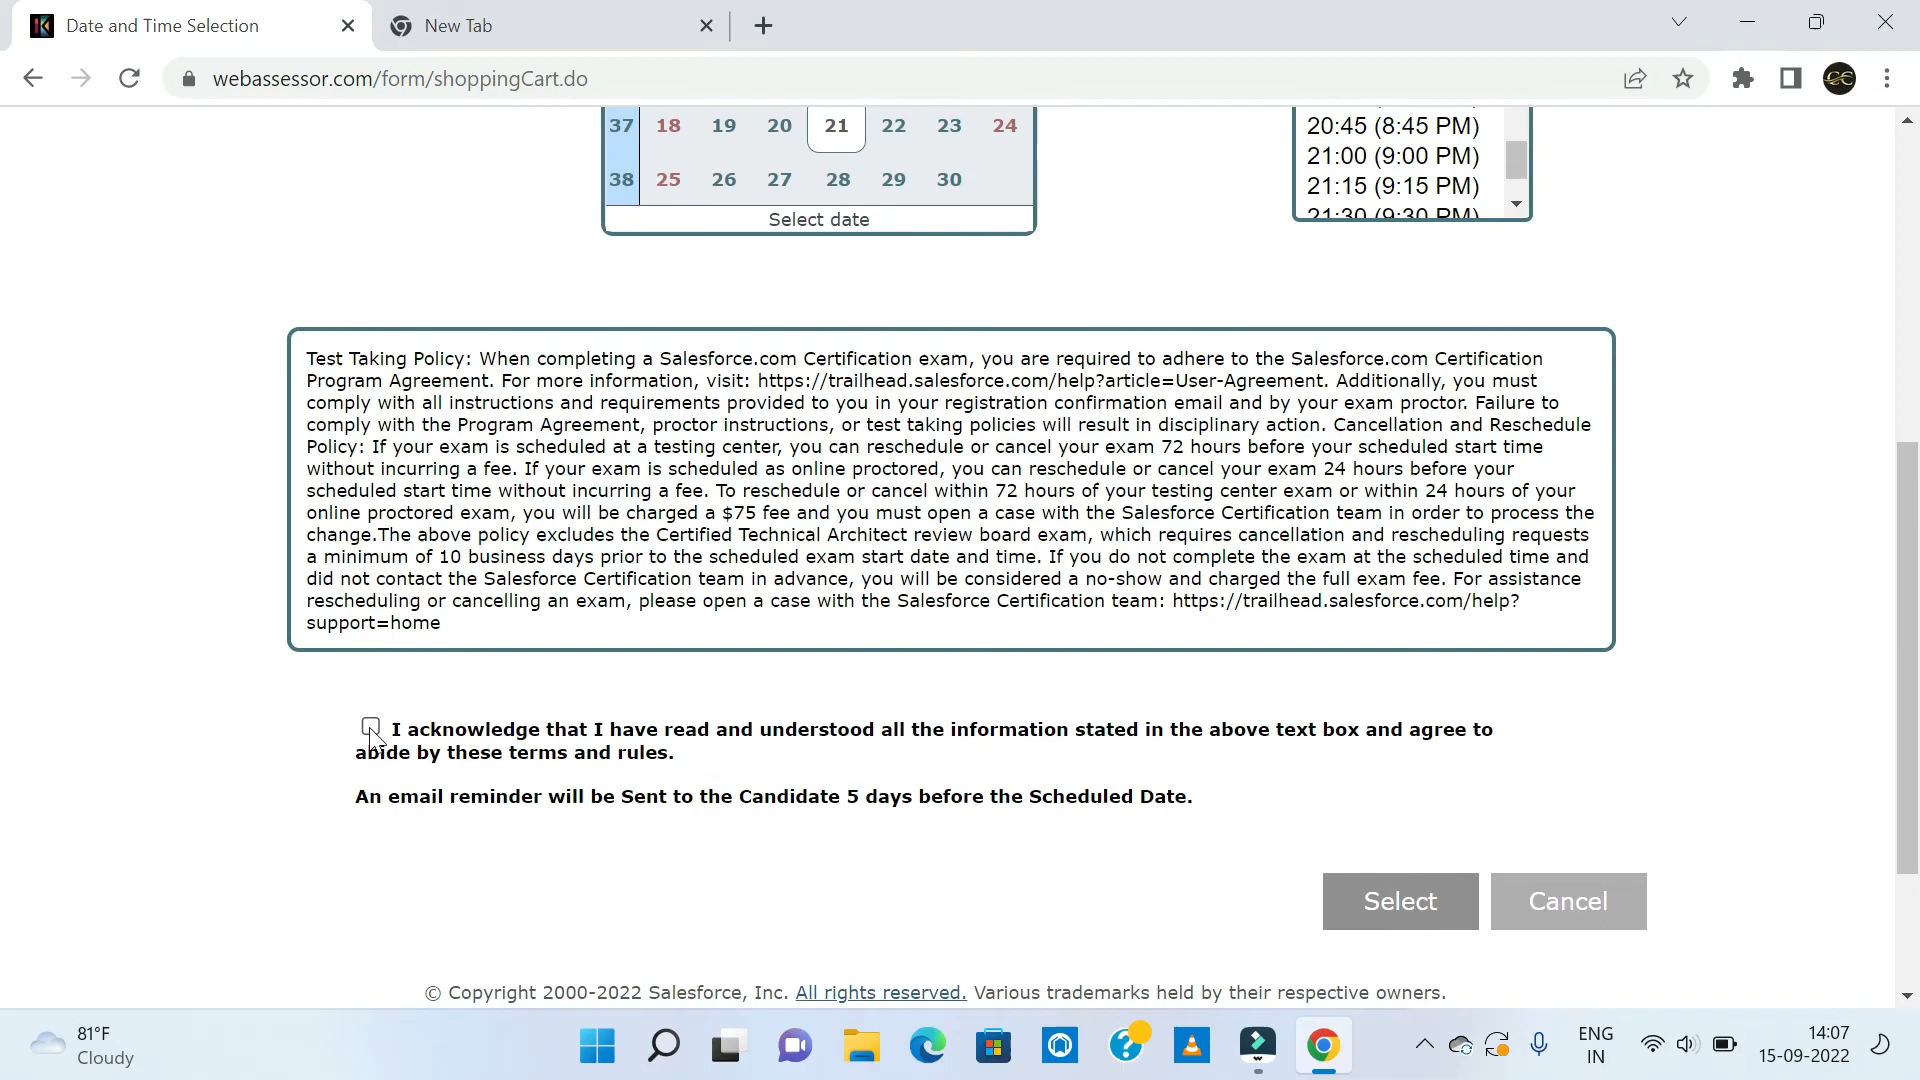 Date and Time Selection
New Tab
webassessor.com/form/shoppingCart.do
37 18 19 20 21 22 23 24
38 25 26 27 28 29 30
Select date
20:45 (8:45 PM)
21:00 (9:00 PM)
21:15 (9:15 PM)
21:30 (9:30 PM)
Test Taking Policy: When completing a Salesforce.com Certification exam, you are required to adhere to the Salesforce.com Certification
Program Agreement. For more information, visit: https://trailhead.salesforce.com/help?article=User-Agreement. Additionally, you must
comply with all instructions and requirements provided to you in your registration confirmation email and by your exam proctor. Failure to
comply with the Program Agreement, proctor instructions, or test taking policies will result in disciplinary action. Cancellation and Reschedule
Policy: If your exam is scheduled at a testing center, you can reschedule or cancel your exam 72 hours before your scheduled start time
without incurring a fee. If your exam is scheduled as online proctored, you can reschedule or cancel your exam 24 hours before your
scheduled start time without incurring a fee. To reschedule or cancel within 72 hours of your testing center exam or within 24 hours of your
online proctored exam, you will be charged a $75 fee and you must open a case with the Salesforce Certification team in order to process the
change.The above policy excludes the Certified Technical Architect review board exam, which requires cancellation and rescheduling requests
a minimum of 10 business days prior to the scheduled exam start date and time. If you do not complete the exam at the scheduled time and
did not contact the Salesforce Certification team in advance, you will be considered a no-show and charged the full exam fee. For assistance
rescheduling or cancelling an exam, please open a case with the Salesforce Certification team: https://trailhead.salesforce.com/help?
support=home
I acknowledge that I have read and understood all the information stated in the above text box and agree to
abide by these terms and rules.
An email reminder will be Sent to the Candidate 5 days before the Scheduled Date.
Select
Cancel
© Copyright 2000-2022 Salesforce, Inc. All rights reserved. Various trademarks held by their respective owners.
81°F
Cloudy
ENG
IN
14:07
15-09-2022